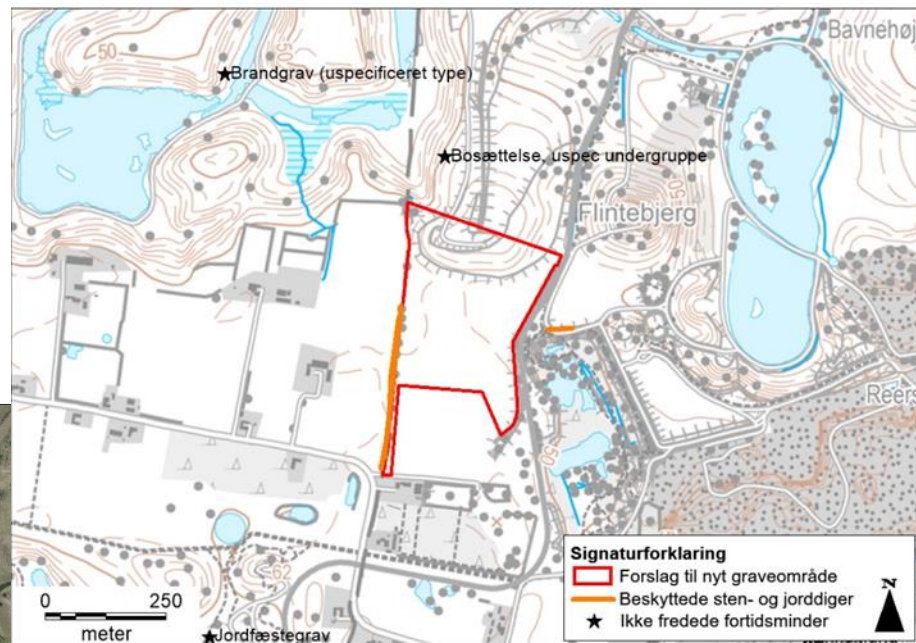 Bavnehøj
50
50
Brandgrav (uspecificeret type)
Bosættelse, uspec undergruppe
50
Flintebjerg
Reers
50
62
Signaturforklaring
Forslag til nyt graveområde
Beskyttede sten- og jorddiger
Ikke fredede fortidsminder
N
0 250
meter
Jordfæstegrav